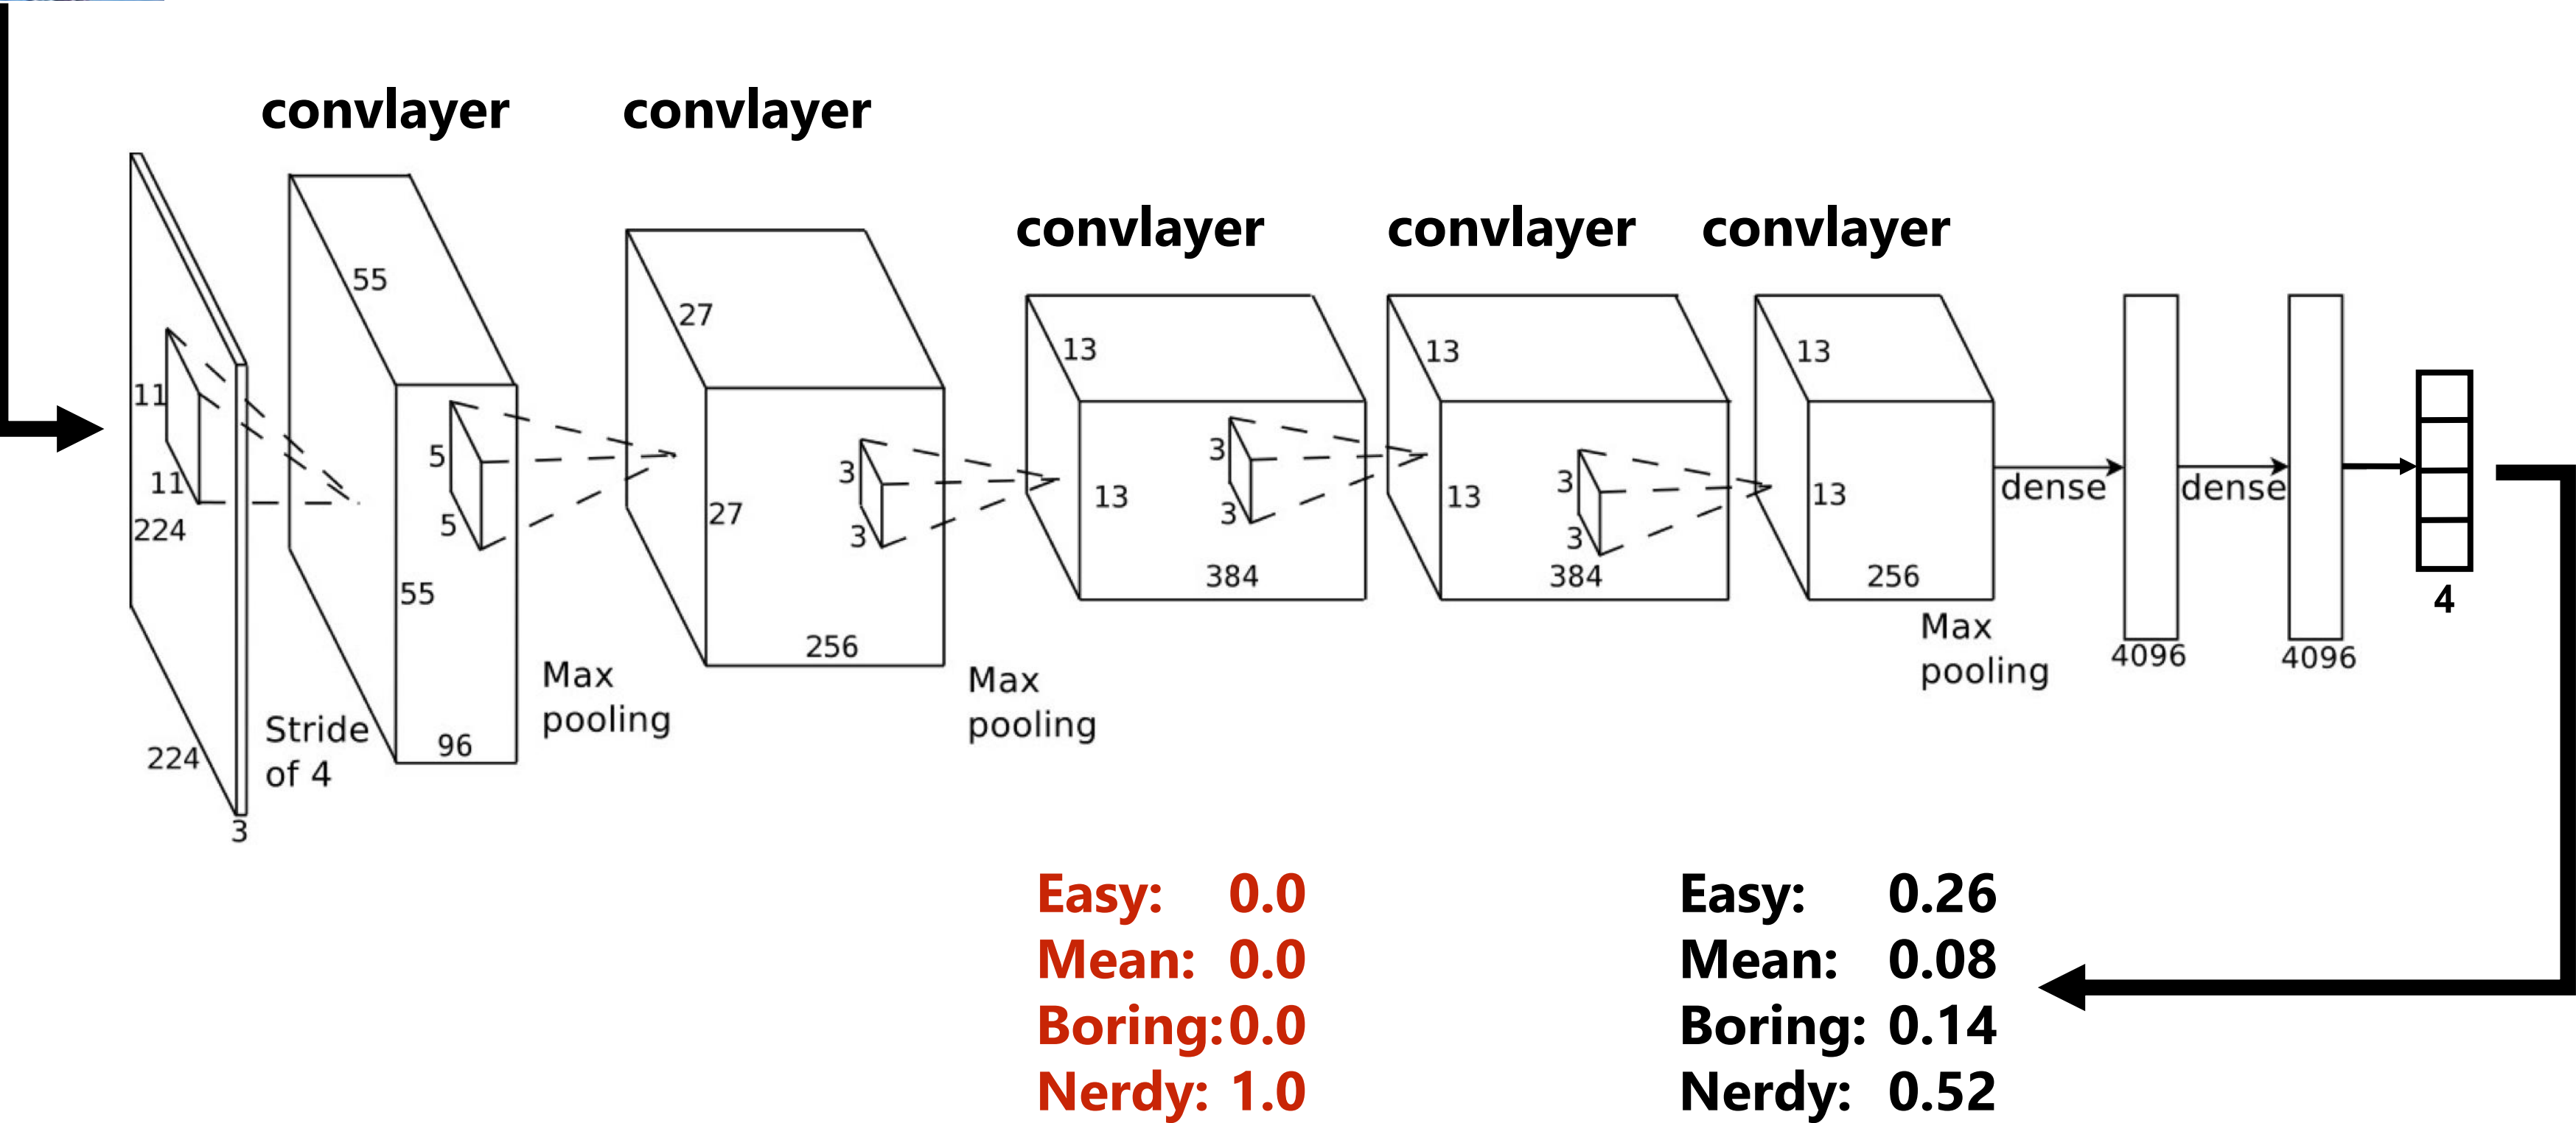 convlayer
convlayer
convlayer
convlayer
convlayer
55
27
13
13
13
11
5
3
3
3
11
5
3
3
3
224
27
13
13
13
dense
dense
55
384
384
256
4
256
Max
pooling
4096
4096
Max
pooling
Max
pooling
Stride
of 4
96
224
3
Easy: 0.0
Mean: 0.0
Boring: 0.0
Nerdy: 1.0
Easy: 0.26
Mean: 0.08
Boring: 0.14
Nerdy: 0.52